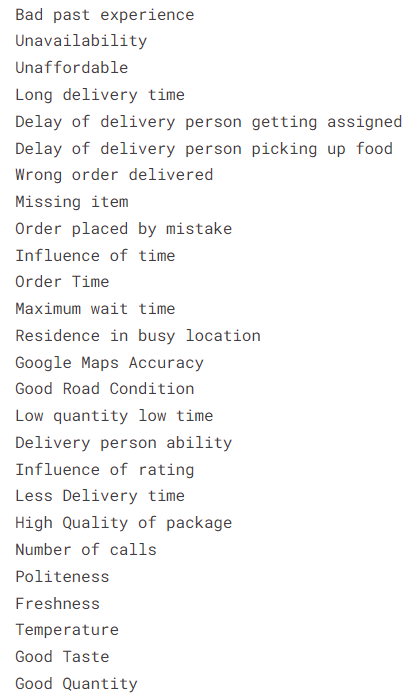 Bad past experience
Unavailability
Unaffordable
Long delivery time
Delay of delivery person getting assigned
Delay of delivery person picking up food
Wrong order delivered
Missing item
Order placed by mistake
Influence of time
Order Time
Maximum wait time
Residence in busy location
Google Maps Accuracy
Good Road Condition
Low quantity low time
Delivery person ability
Influence of rating
Less Delivery time
High Quality of package
Number of calls
Politeness
Freshness
Temperature
Good Taste
Good Quantity